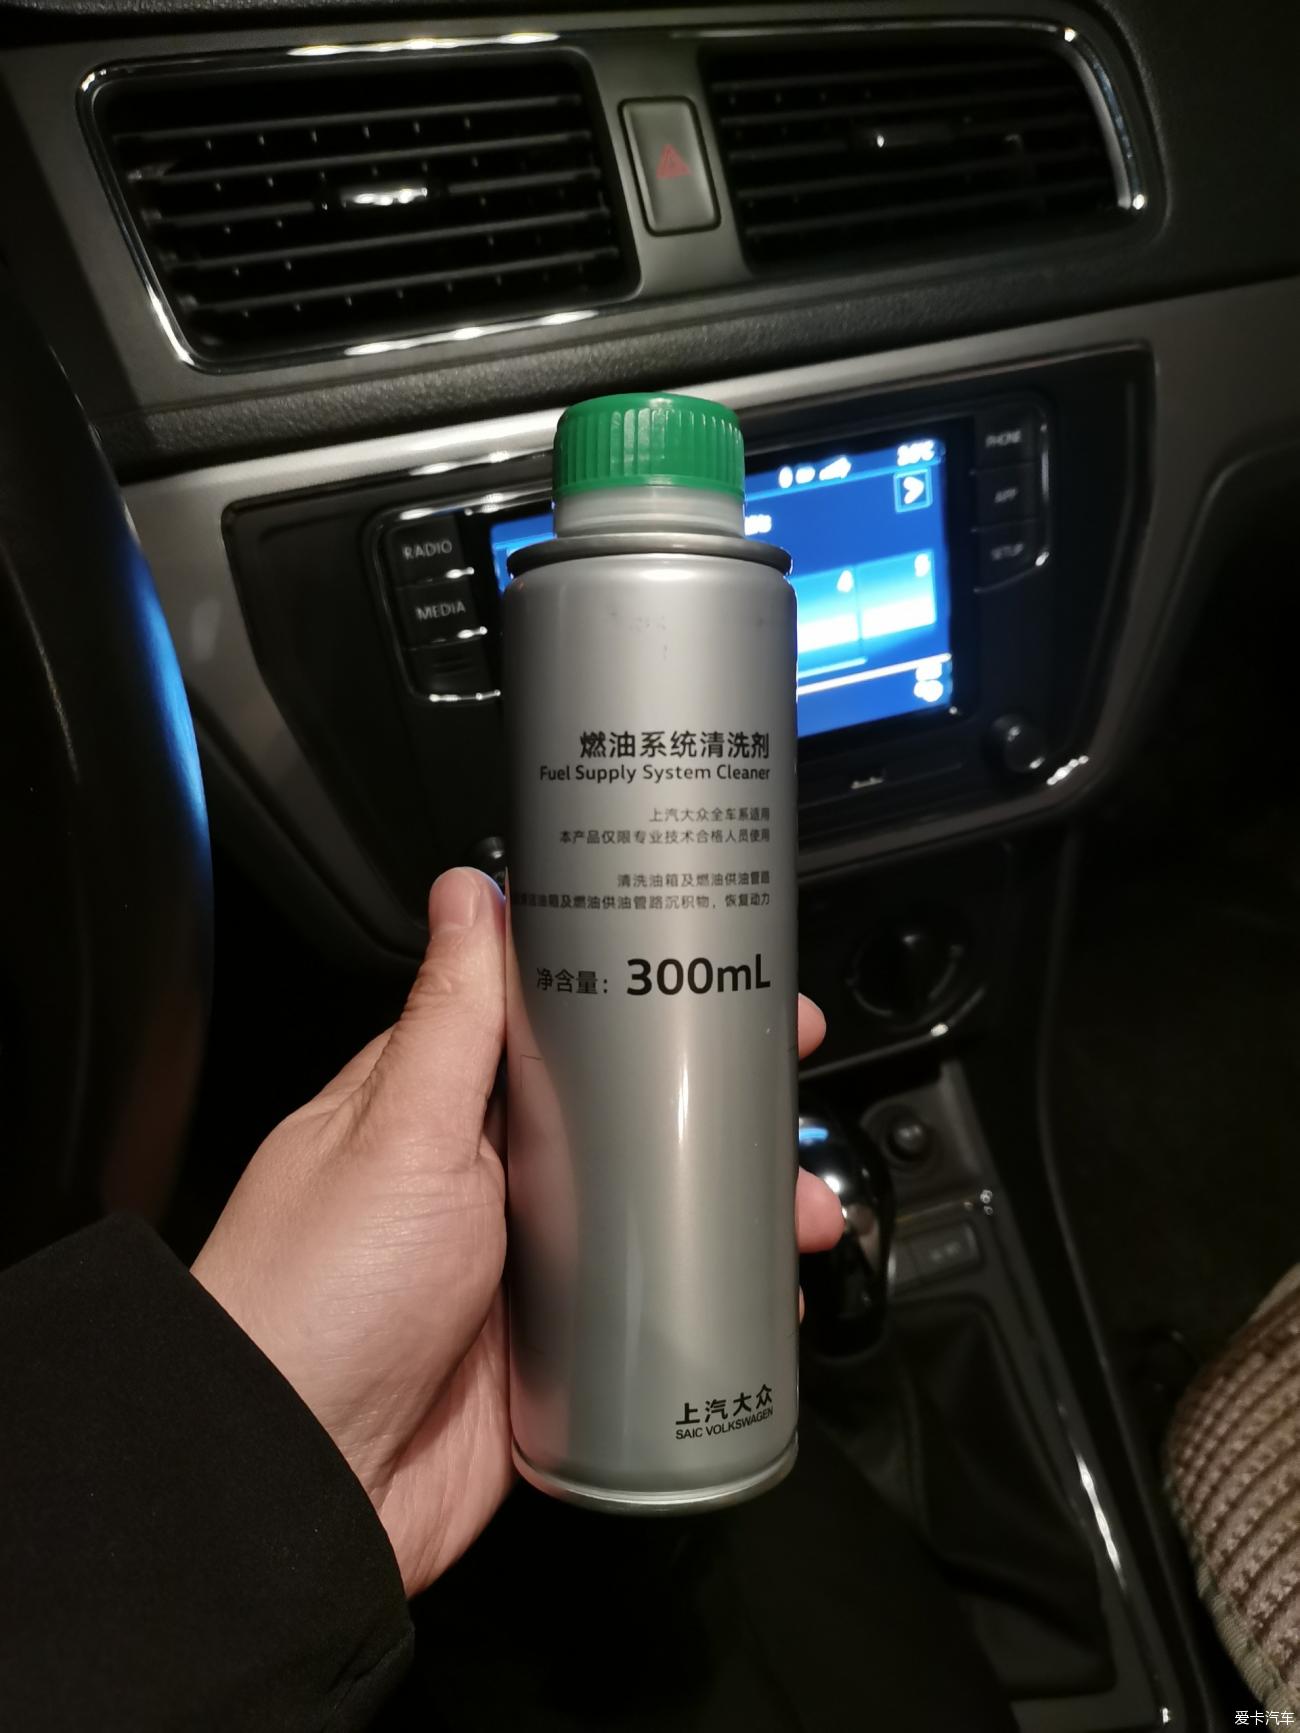 RADIO
MEDIA
PHONE
APP
SETUP
4
5
燃油系统清洗剂
Fuel Supply System Cleaner
上汽大众全车系适用
本产品仅限专业技术合格人员使用
清洗油箱及燃油供油管路
油箱及燃油供油管路沉积物，恢复动力
净含量：300mL
上汽大众
SAIC VOLKSWAGEN
爱卡汽车